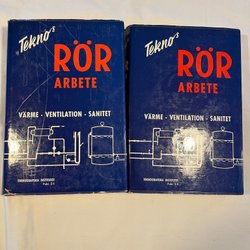 Tekno's
RÖR
ARBETE
VÄRME - VENTILATION - SANITET
Tekno's
RÖR
ARBETE
VÄRME - VENTILATION - SANITET